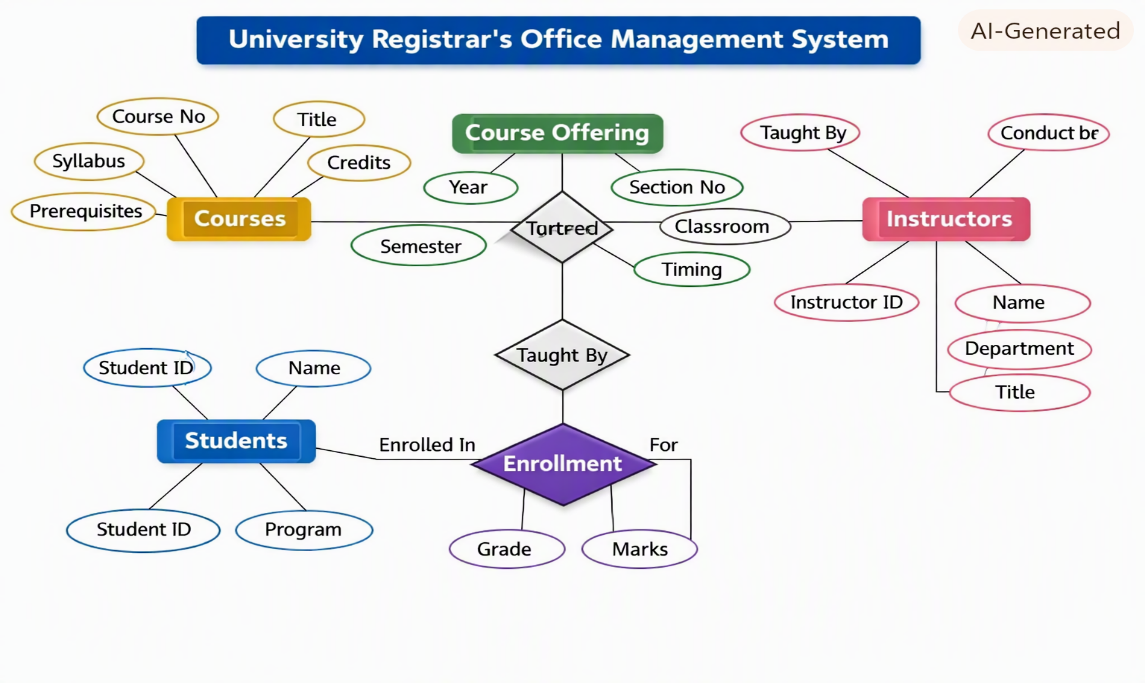 University Registrar's Office Management System
AI-Generated
Course No
Title
Course Offering
Taught By
Syllabus
Credits
Year
Section No
Prerequisites
Courses
Classroom
Instructors
Semester
Timing
Instructor ID
Name
Taught By
Department
Student ID
Name
Title
Students
Enrolled In
For
Enrollment
Student ID
Program
Grade
Marks
Conduct